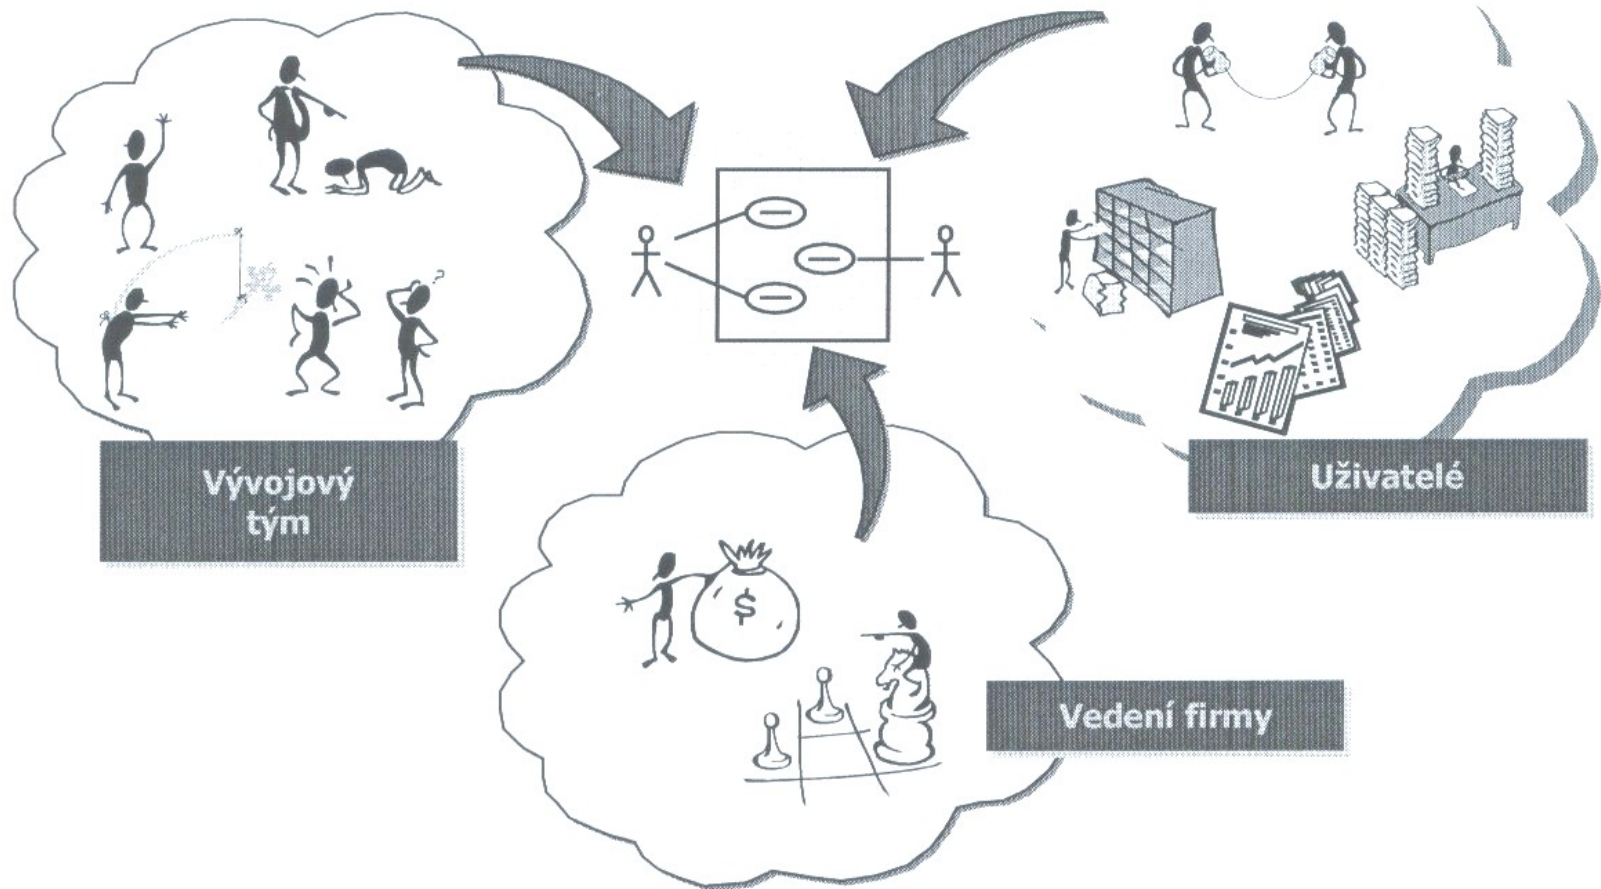 Vývojový
tým
Uživatelé
$
Vedení firmy
?